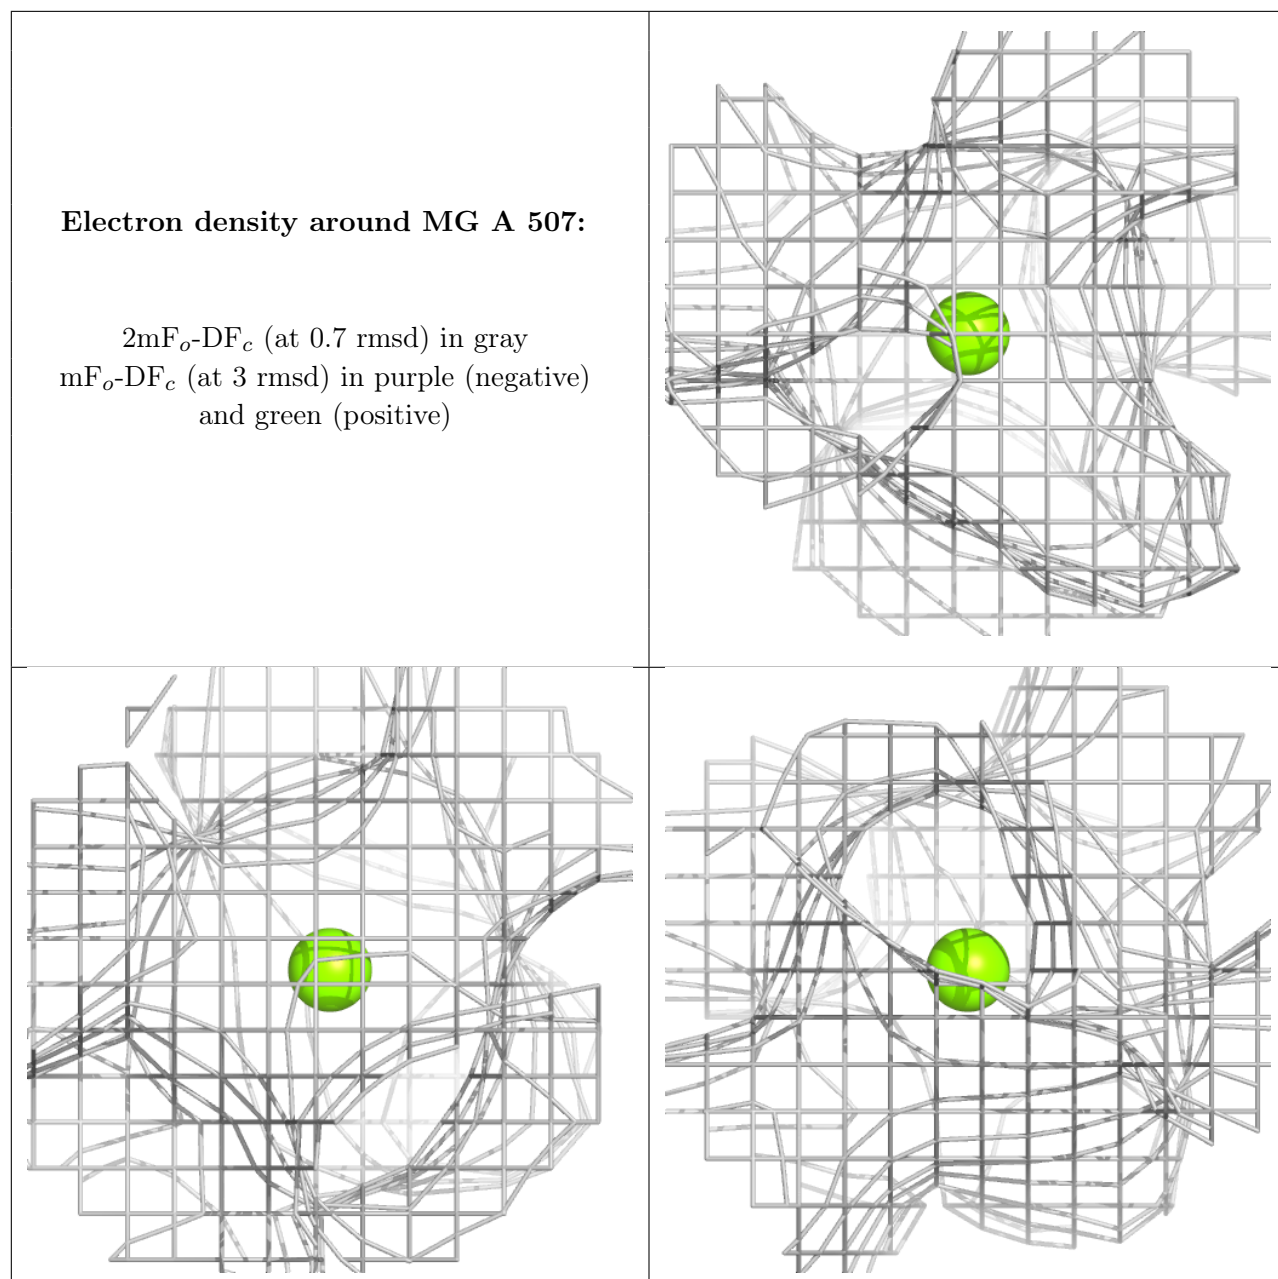 Electron density around MG A 507:
2mFo-DFc (at 0.7 rmsd) in gray
mFo-DFc (at 3 rmsd) in purple (negative)
and green (positive)